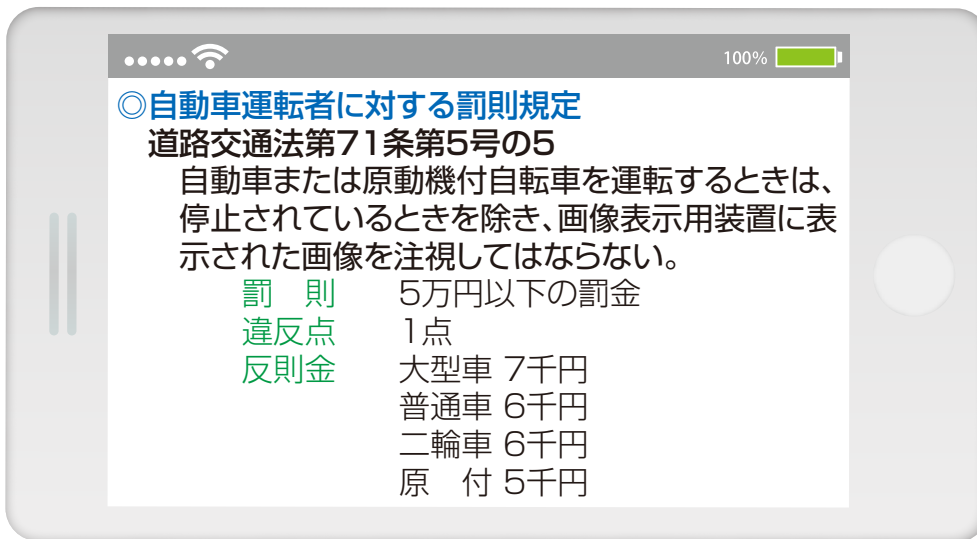 100%
◎自動車運転者に対する罰則規定
道路交通法第71条第5号の5
自動車または原動機付自転車を運転するときは、
停止されているときを除き、画像表示用装置に表
示された画像を注視してはならない。
罰　則　5万円以下の罰金
違反点　1点
反則金　大型車 7千円
普通車 6千円
二輪車 6千円
原　付 5千円